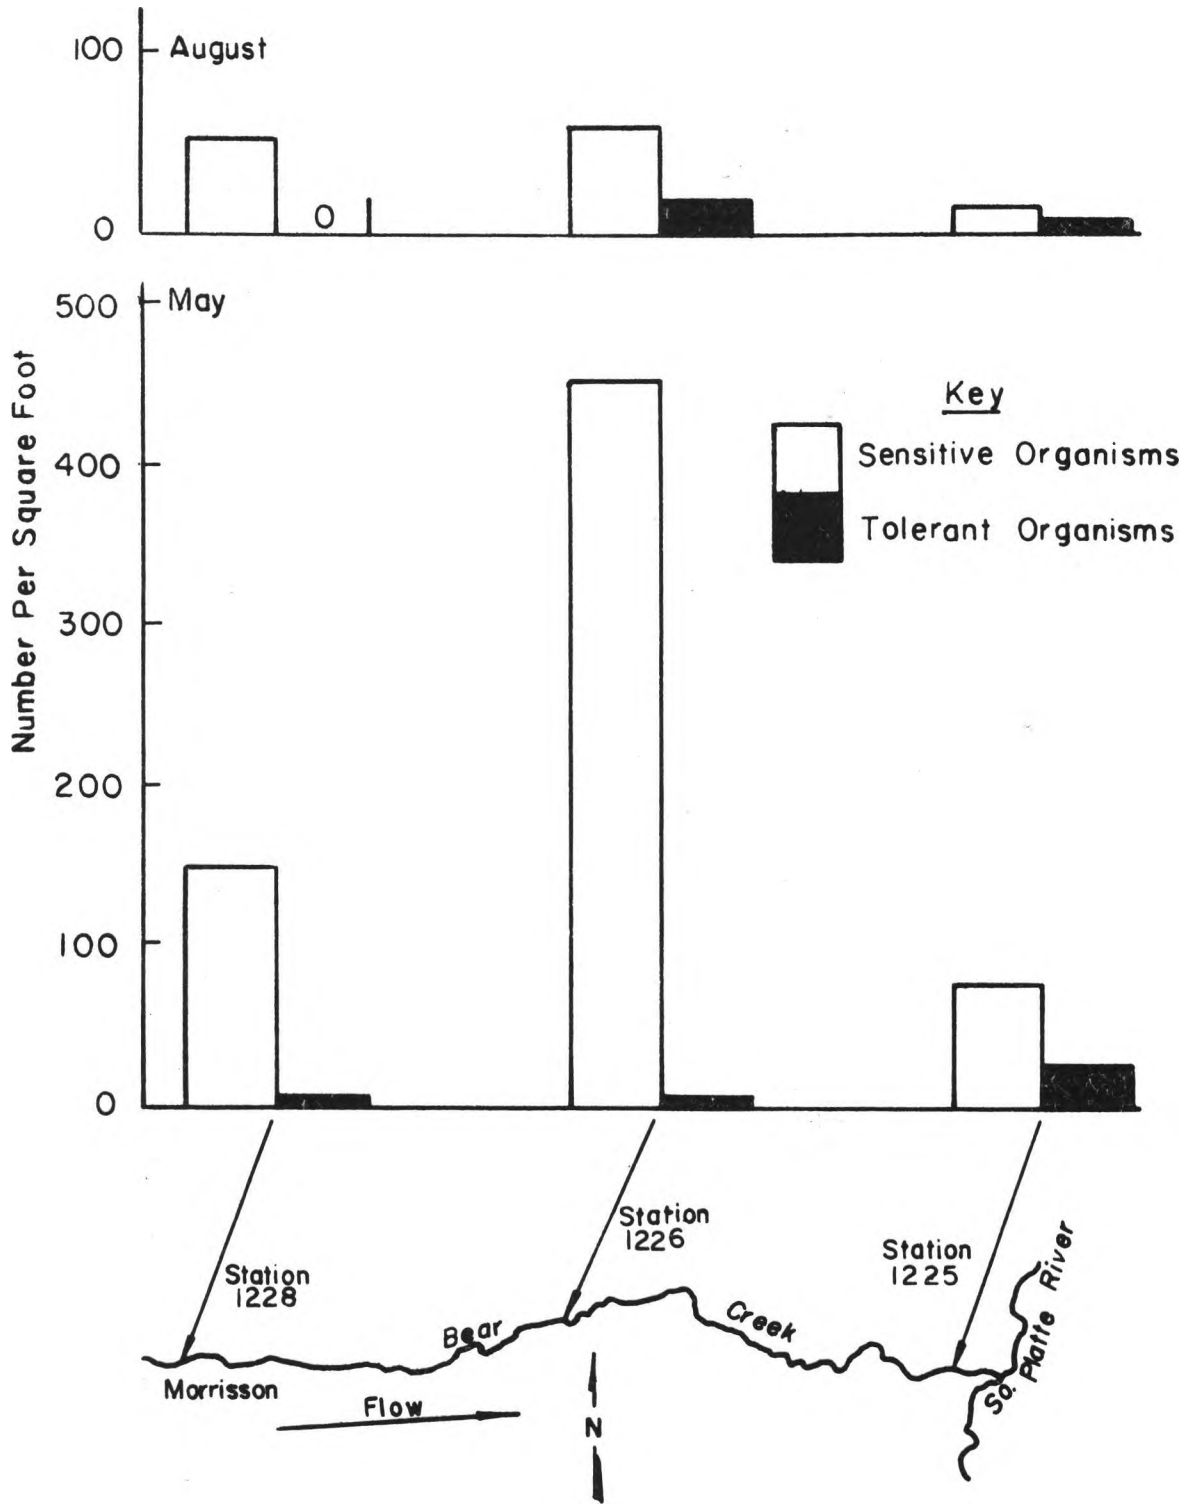 100
August
0
0
500
May
400
300
200
100
0
Number Per Square Foot
Key
Sensitive Organisms
Tolerant Organisms
Station
1228
Station
1226
Station
1225
Bear
Creek
So. Platte River
Morrisson
Flow
N